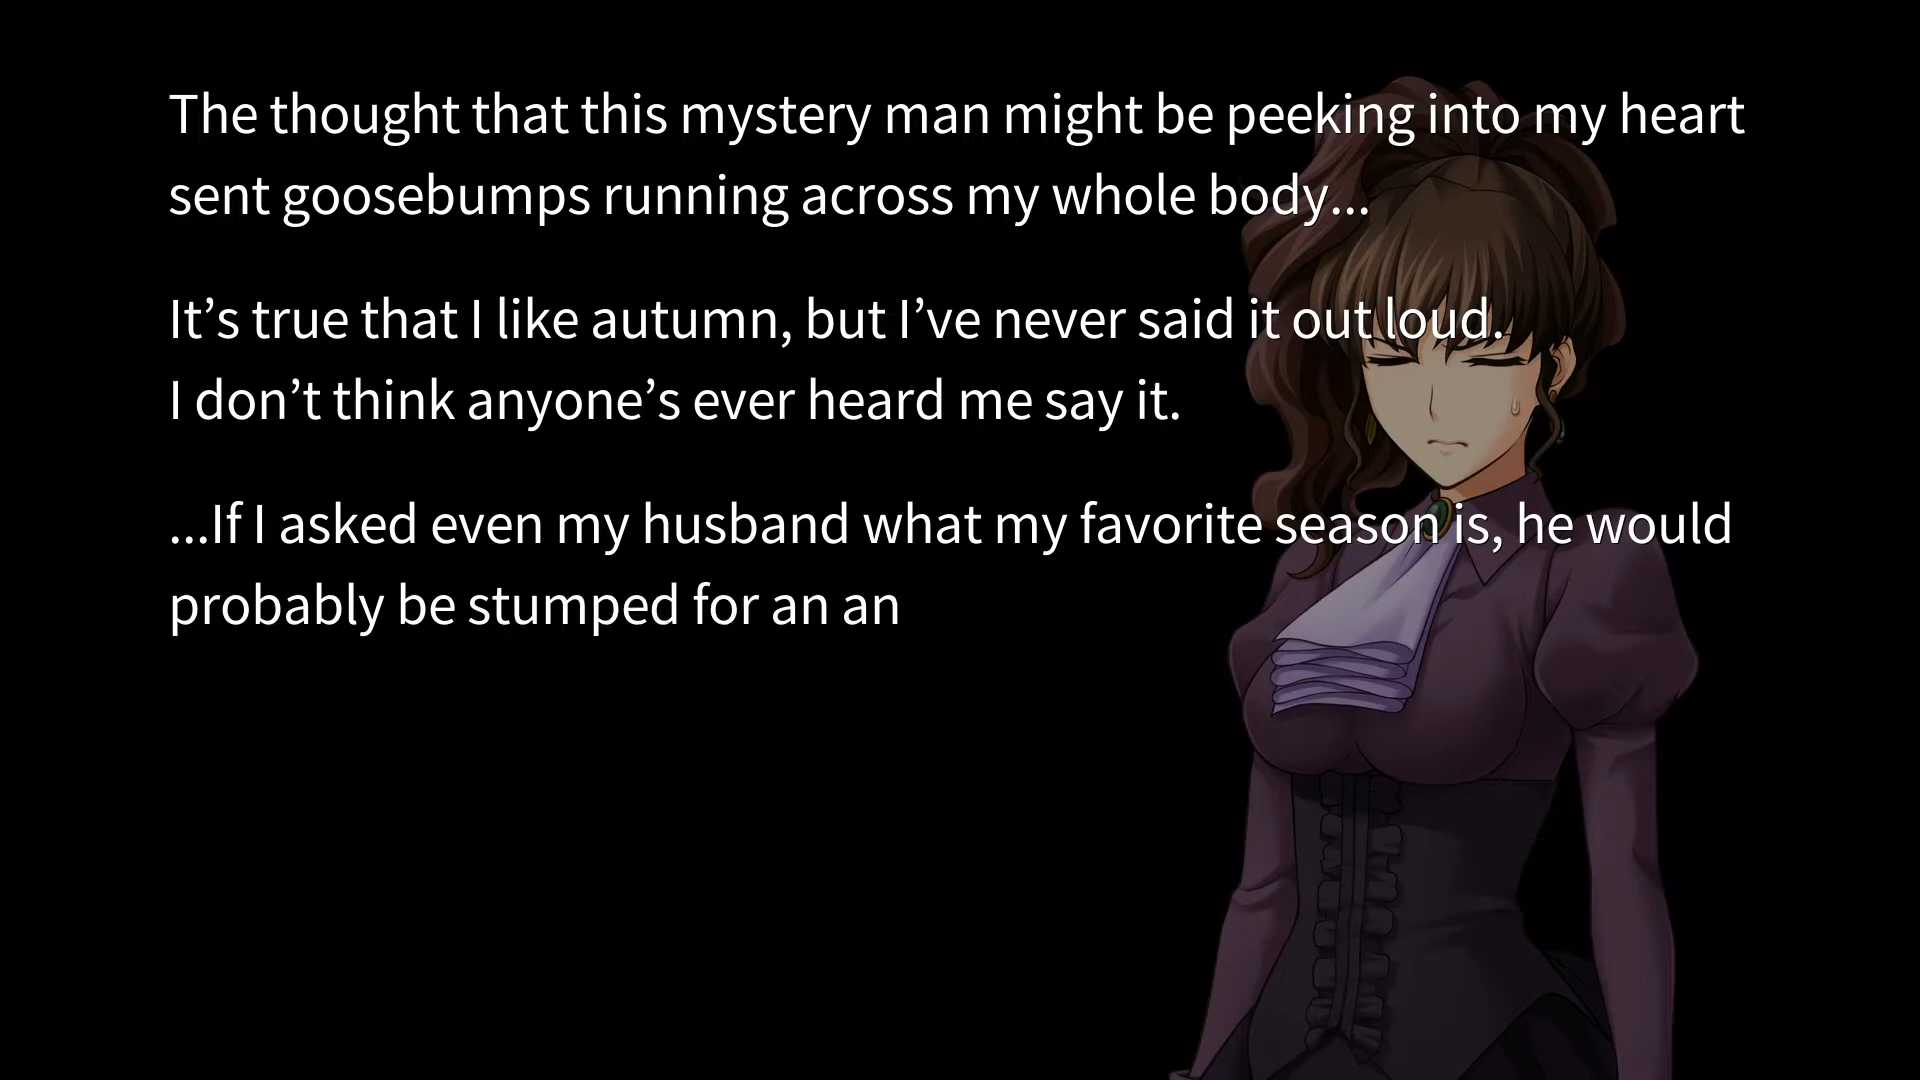 The thought that this mystery man might be peeking into my heart
sent goosebumps running across my whole body...
It’s true that I like autumn, but I’ve never said it out loud.
I don’t think anyone’s ever heard me say it.
...If I asked even my husband what my favorite season is, he would
probably be stumped for an an